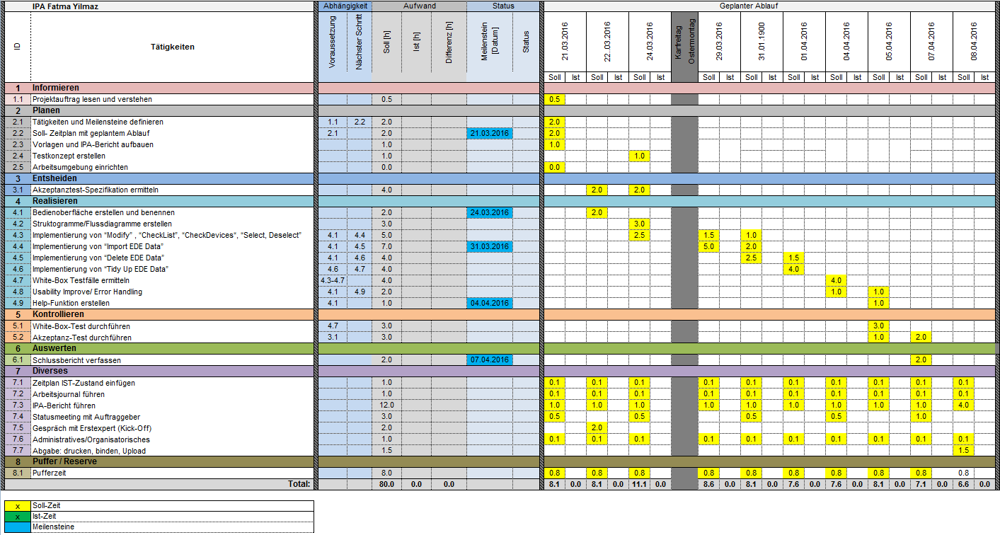 IPA Fatma Yilmaz Abhängigkeit Aufwand Status Geplanter Ablauf
ID Tätigkeiten Voraussetzung Nächster Schritt Soll [h] Ist [h] Differenz [h] Meilenstein [Datum] Status 21.03.2016 22.03.2016 24.03.2016 Karfreitag Ostermontag 29.03.2016 31.01.1900 01.04.2016 04.04.2016 05.04.2016 07.04.2016 08.04.2016
Soll Ist Soll Ist Soll Ist Soll Ist Soll Ist Soll Ist Soll Ist Soll Ist Soll Ist Soll Ist
1 Informieren
1.1 Projektauftrag lesen und verstehen 0.5 0.5
2 Planen
2.1 Tätigkeiten und Meilensteine definieren 1.1 2.2 2.0 2.0
2.2 Soll- Zeitplan mit geplantem Ablauf 2.1 2.0 21.03.2016 2.0
2.3 Vorlagen und IPA-Bericht aufbauen 1.0 1.0
2.4 Testkonzept erstellen 1.0 1.0
2.5 Arbeitsumgebung einrichten 0.0 0.0
3 Entsheiden
3.1 Akzeptanztest-Spezifikation ermitteln 4.0 2.0 2.0
4 Realisieren
4.1 Bedienoberfläche erstellen und benennen 2.0 24.03.2016 2.0
4.2 Struktogramme/Flussdiagramme erstellen 3.0 3.0
4.3 Implementierung von “Modify” , “CheckList”, “CheckDevices“, “Select, Deselect” 4.1 4.4 5.0 2.5 1.5 1.0
4.4 Implementierung von “Import EDE Data” 4.1 4.5 7.0 31.03.2016 5.0 2.0
4.5 Implementierung von “Delete EDE Data” 4.1 4.6 4.0 2.5 1.5
4.6 Implementierung von “Tidy Up EDE Data” 4.6 4.7 4.0 4.0
4.7 White-Box Testfälle ermitteln 4.3-4.7 4.0 4.0
4.8 Usability Improve/ Error Handling 4.1 4.9 2.0 1.0 1.0
4.9 Help-Funktion erstellen 4.1 1.0 04.04.2016 1.0
5 Kontrollieren
5.1 White-Box-Test durchführen 4.7 3.0 3.0
5.2 Akzeptanz-Test durchführen 3.1 3.0 1.0 2.0
6 Auswerten
6.1 Schlussbericht verfassen 2.0 07.04.2016 2.0
7 Diverses
7.1 Zeitplan IST-Zustand einfügen 1.0 0.1 0.1 0.1 0.1 0.1 0.1 0.1 0.1 0.1 0.1
7.2 Arbeitsjournal führen 1.0 0.1 0.1 0.1 0.1 0.1 0.1 0.1 0.1 0.1 0.1
7.3 IPA-Bericht führen 12.0 1.0 1.0 1.0 1.0 1.0 1.0 1.0 1.0 1.0 4.0
7.4 Statusmeeting mit Auftraggeber 3.0 0.5 0.5 0.5 0.5 1.0
7.5 Gespräch mit Erstexpert (Kick-Off) 2.0 2.0
7.6 Administratives/Organisatorisches 1.0 0.1 0.1 0.1 0.1 0.1 0.1 0.1 0.1 0.1 0.1
7.7 Abgabe: drucken, binden, Upload 1.5 1.5
8 Puffer / Reserve
8.1 Pufferzeit 8.0 0.8 0.8 0.8 0.8 0.8 0.8 0.8 0.8 0.8 0.8
Total: 80.0 0.0 0.0 8.1 0.0 8.1 0.0 11.1 0.0 8.6 0.0 8.1 0.0 7.6 0.0 7.6 0.0 8.1 0.0 7.1 0.0 6.6 0.0
x Soll-Zeit
x Ist-Zeit
Meilensteine